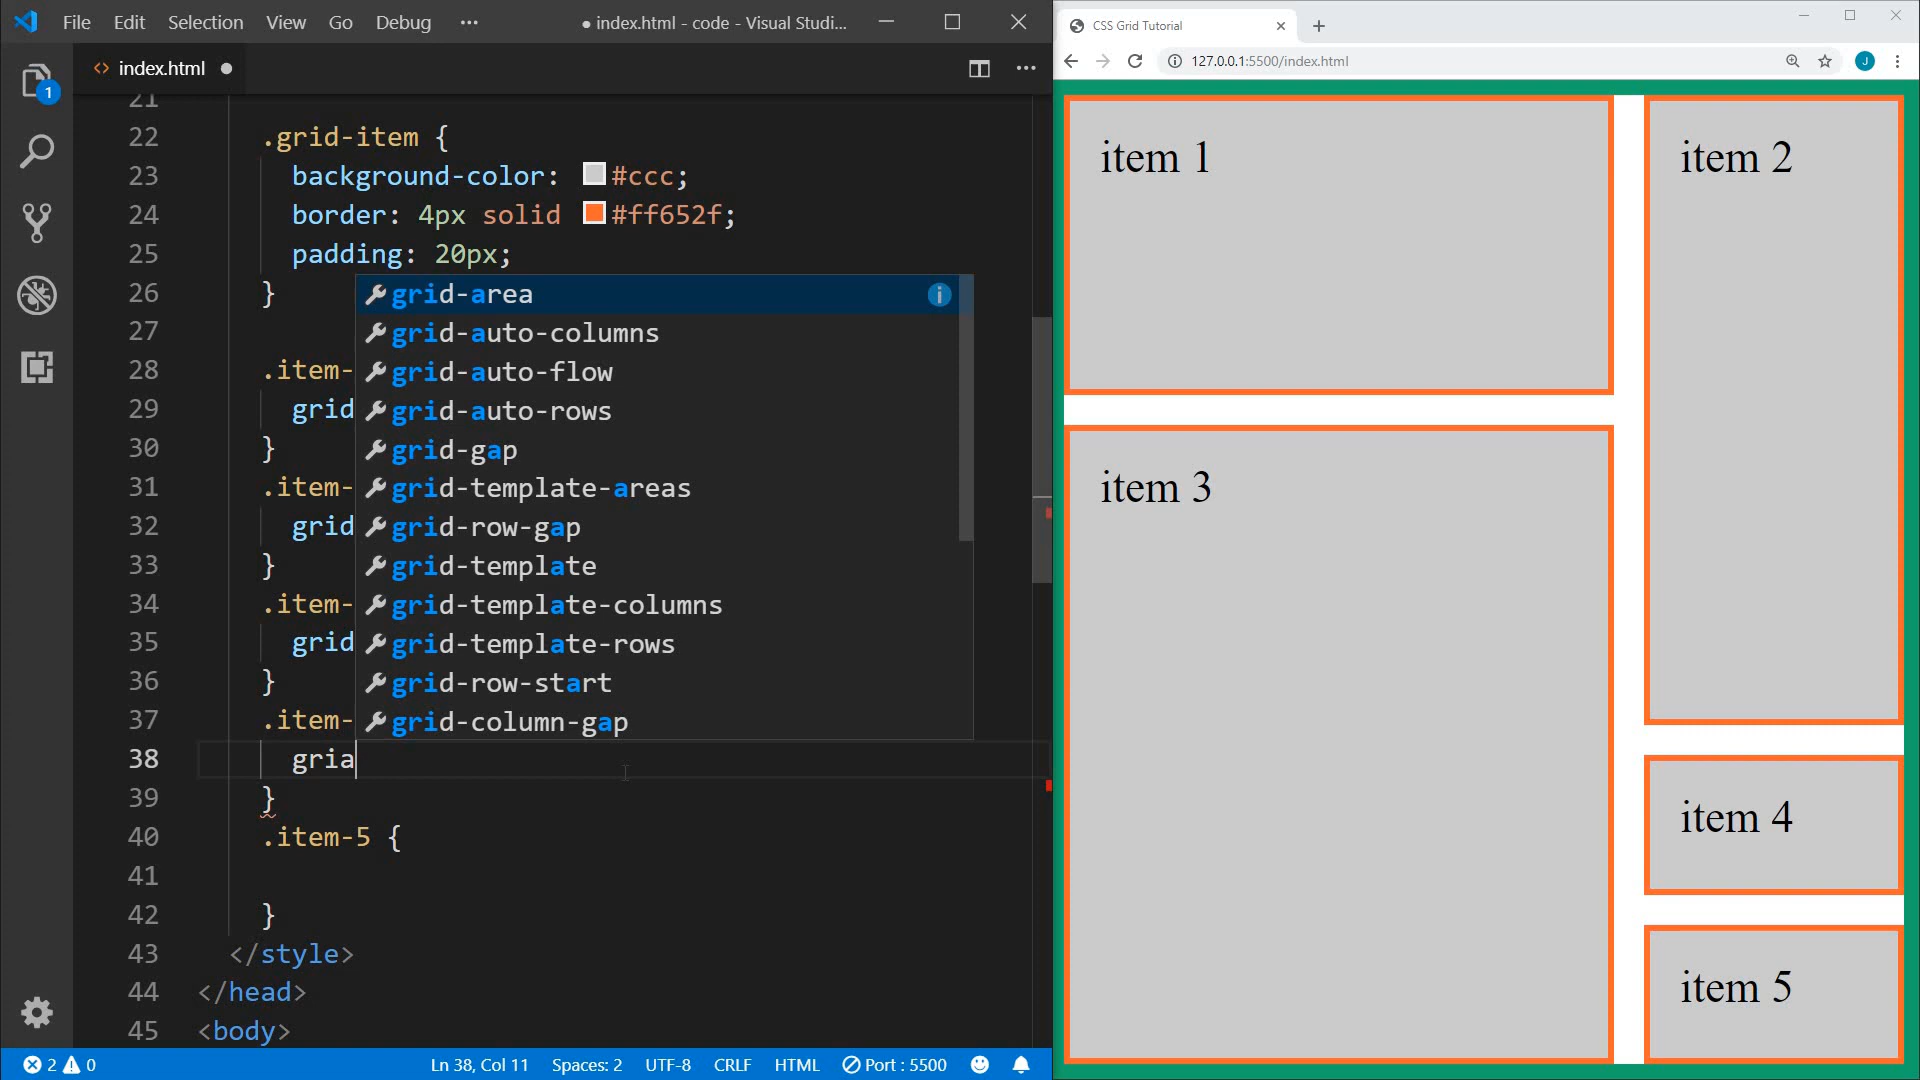 File Edit Selection View Go Debug ··· ● index.html - code - Visual Studi...
index.html ●
1
21
22 .grid-item {
23 background-color: #ccc;
24 border: 4px solid #ff652f;
25 padding: 20px;
26 }
27
28 .item-
29 grid
30 }
31 .item-
32 grid
33 }
34 .item-
35 grid
36 }
37 .item-
38 gria
39 }
40 .item-5 {
41
42 }
43 </style>
44 </head>
45 <body>
grid-area
grid-auto-columns
grid-auto-flow
grid-auto-rows
grid-gap
grid-template-areas
grid-row-gap
grid-template
grid-template-columns
grid-template-rows
grid-row-start
grid-column-gap
2 0 Ln 38, Col 11 Spaces: 2 UTF-8 CRLF HTML Port : 5500
CSS Grid Tutorial
127.0.0.1:5500/index.html J
item 1
item 2
item 3
item 4
item 5